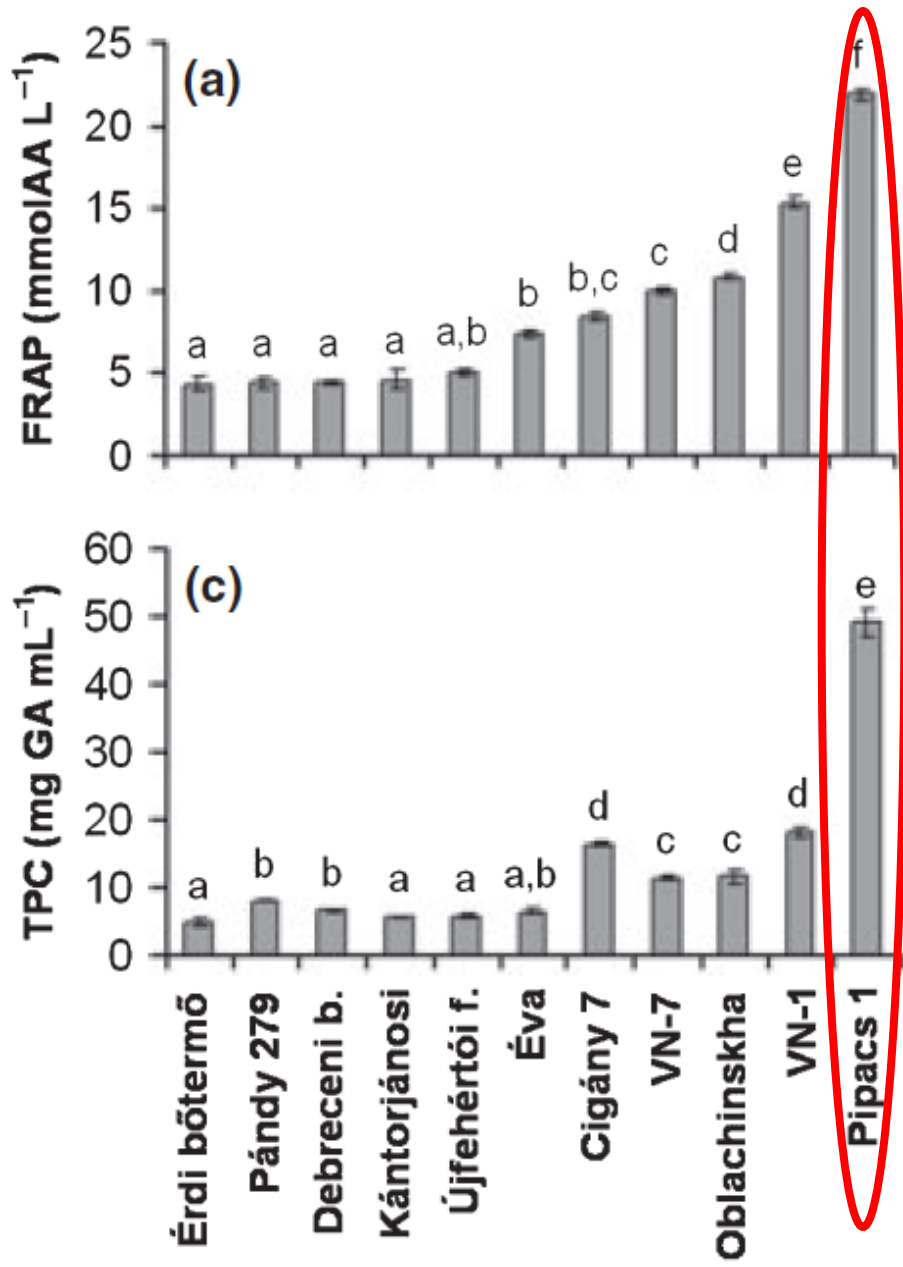 25
20
15
10
5
0
FRAP (mmolAA L⁻¹)
(a)
a
a
a
a
a,b
b
b,c
c
d
e
f
60
50
40
30
20
10
0
TPC (mg GA mL⁻¹)
(c)
a
b
b
a
a
a,b
d
c
c
d
e
Érdi bőtermő
Pándy 279
Debreceni b.
Kántorjánosi
Újfehértói f.
Éva
Cigány 7
VN-7
Oblachinskha
VN-1
Pipacs 1